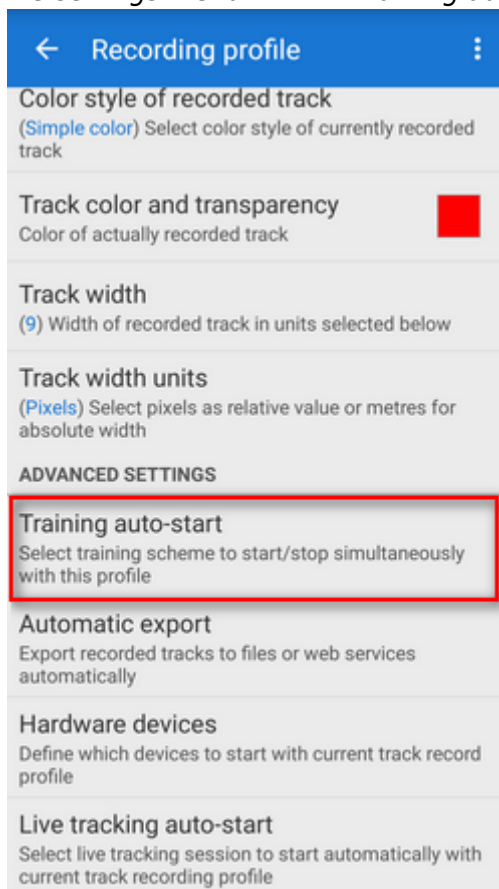 Recording profile
Color style of recorded track
(Simple color) Select color style of currently recorded
track
Track color and transparency
Color of actually recorded track
Track width
(9) Width of recorded track in units selected below
Track width units
(Pixels) Select pixels as relative value or metres for
absolute width
ADVANCED SETTINGS
Training auto-start
Select training scheme to start/stop simultaneously
with this profile
Automatic export
Export recorded tracks to files or web services
automatically
Hardware devices
Define which devices to start with current track record
profile
Live tracking auto-start
Select live tracking session to start automatically with
current track recording profile